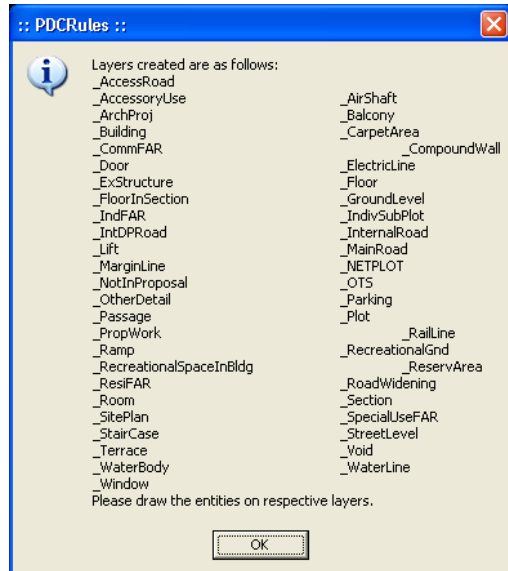 :: PDCRules ::
Layers created are as follows:
_AccessRoad
_AccessoryUse _AirShaft
_ArchProj _Balcony
_Building _CarpetArea
_CommFAR _CompoundWall
_Door _ElectricLine
_ExStructure _Floor
_FloorInSection _GroundLevel
_IndFAR _IndivSubPlot
_IntDPRoad _InternalRoad
_Lift _MainRoad
_MarginLine _NETPLOT
_NotInProposal _OTS
_OtherDetail _Parking
_Passage _Plot
_PropWork _RailLine
_Ramp _RecreationalGnd
_RecreationalSpaceInBldg _ReservArea
_ResiFAR _RoadWidening
_Room _Section
_SitePlan _SpecialUseFAR
_StairCase _StreetLevel
_Terrace _Void
_WaterBody _WaterLine
_Window
Please draw the entities on respective layers.
OK